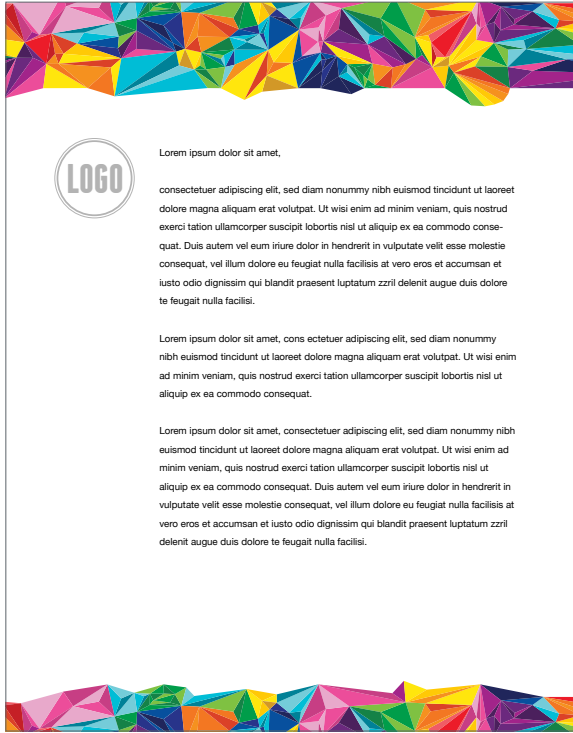 LOGO
Lorem ipsum dolor sit amet,
consectetuer adipiscing elit, sed diam nonummy nibh euismod tincidunt ut laoreet
dolore magna aliquam erat volutpat. Ut wisi enim ad minim veniam, quis nostrud
exerci tation ullamcorper suscipit lobortis nisl ut aliquip ex ea commodo conse-
quat. Duis autem vel eum iriure dolor in hendrerit in vulputate velit esse molestie
consequat, vel illum dolore eu feugiat nulla facilisis at vero eros et accumsan et
iusto odio dignissim qui blandit praesent luptatum zzril delenit augue duis dolore
te feugait nulla facilisi.
Lorem ipsum dolor sit amet, cons ectetuer adipiscing elit, sed diam nonummy
nibh euismod tincidunt ut laoreet dolore magna aliquam erat volutpat. Ut wisi enim
ad minim veniam, quis nostrud exerci tation ullamcorper suscipit lobortis nisl ut
aliquip ex ea commodo consequat.
Lorem ipsum dolor sit amet, consectetuer adipiscing elit, sed diam nonummy nibh
euismod tincidunt ut laoreet dolore magna aliquam erat volutpat. Ut wisi enim ad
minim veniam, quis nostrud exerci tation ullamcorper suscipit lobortis nisl ut
aliquip ex ea commodo consequat. Duis autem vel eum iriure dolor in hendrerit in
vulputate velit esse molestie consequat, vel illum dolore eu feugiat nulla facilisis at
vero eros et accumsan et iusto odio dignissim qui blandit praesent luptatum zzril
delenit augue duis dolore te feugait nulla facilisi.